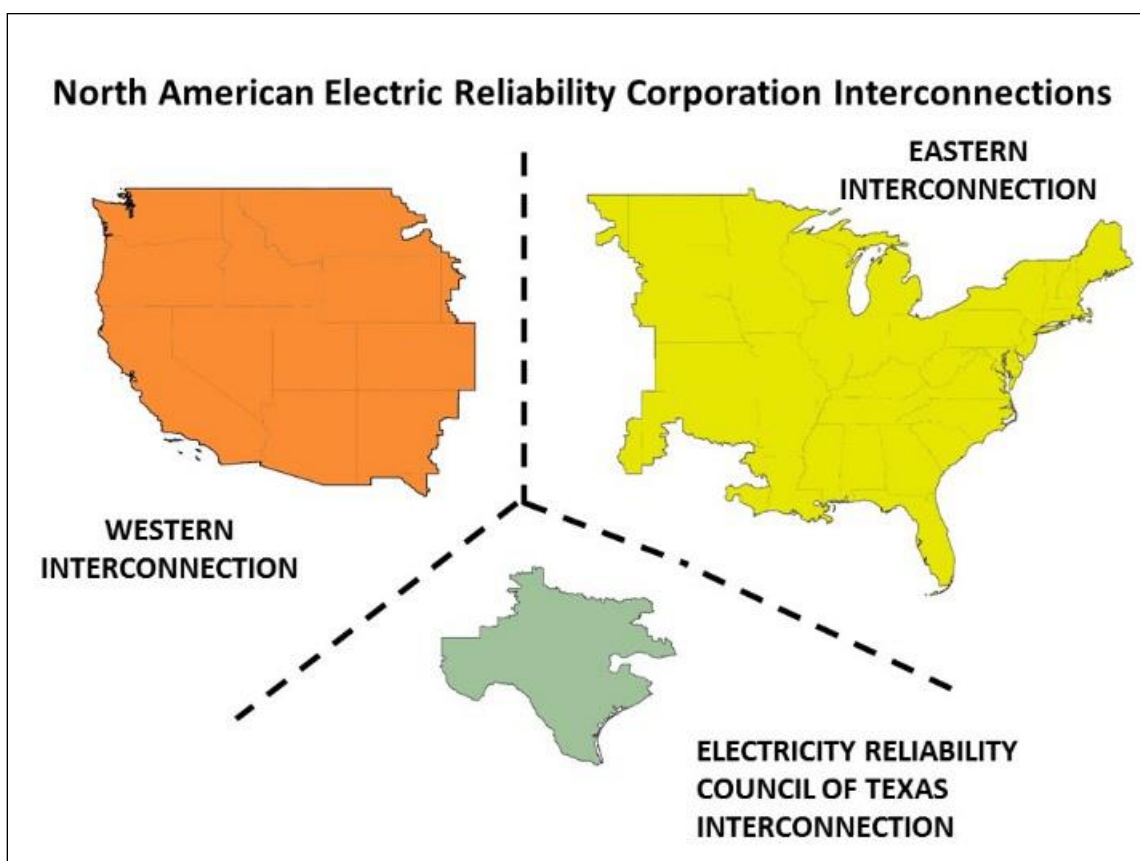 North American Electric Reliability Corporation Interconnections
EASTERN
INTERCONNECTION
WESTERN
INTERCONNECTION
ELECTRICITY RELIABILITY
COUNCIL OF TEXAS
INTERCONNECTION